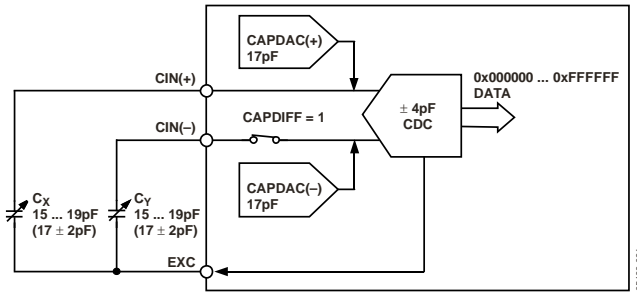 CAPDAC(+)
17pF
CIN(+)
0x000000 ... 0xFFFFFF
DATA
± 4pF
CDC
CAPDIFF = 1
CIN(–)
CAPDAC(–)
17pF
CX
15 ... 19pF
(17 ± 2pF)
CY
15 ... 19pF
(17 ± 2pF)
EXC